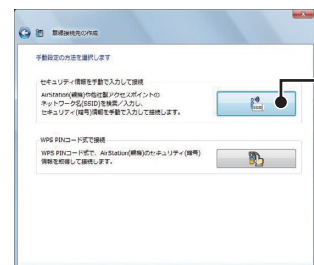 無線接続先の作成
手動設定の方法を選択します
セキュリティ情報を手動で入力して接続
AirStation(親機)や他社製アクセスポイントの
ネットワーク名(SSID)を検索/入力し、
セキュリティ(暗号)情報を手動で入力して接続します。
WPS PINコード式で接続
WPS PINコード式で、AirStation(親機)のセキュリティ(暗号)
情報を取得して接続します。